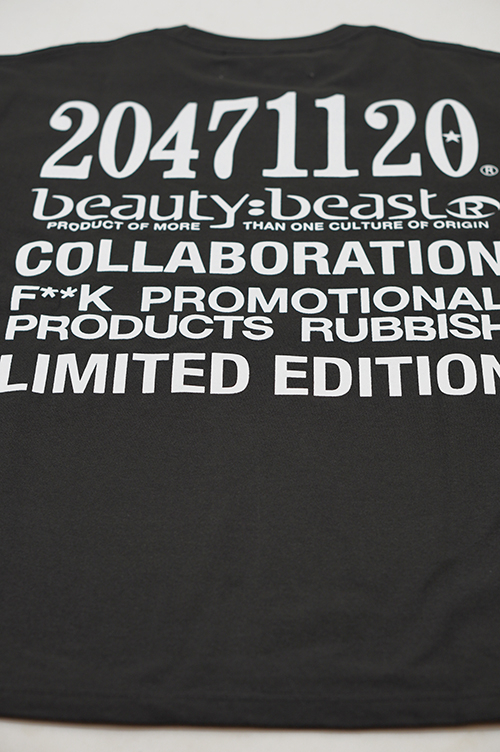 20471120®
beauty:beast®
PRODUCT OF MORE THAN ONE CULTURE OF ORIGIN
COLLABORATION
F**K PROMOTIONAL
PRODUCTS RUBBISH
LIMITED EDITION